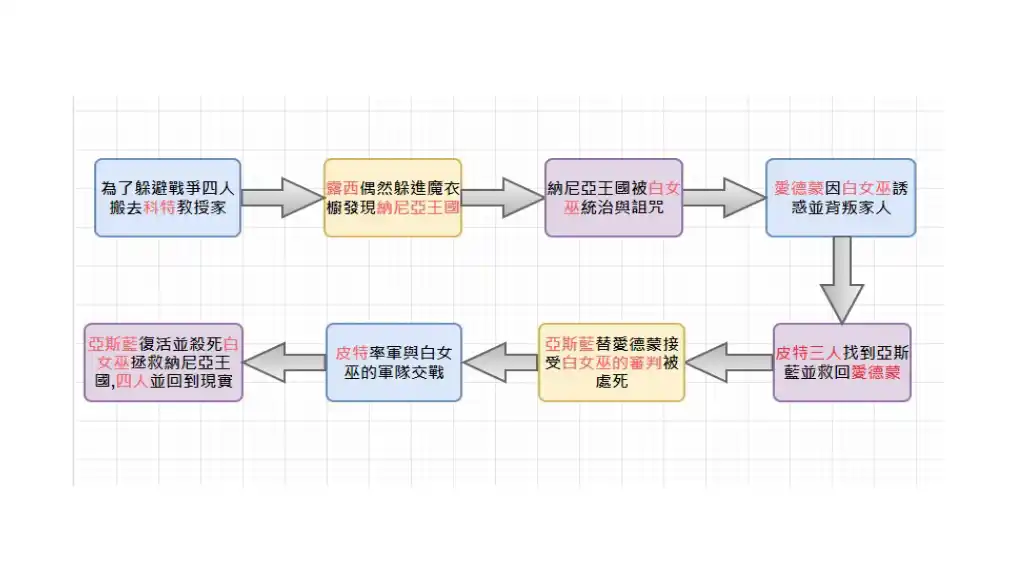 為了躲避戰爭四人
搬去科特教授家
露西偶然躲進魔衣
櫥發現納尼亞王國
納尼亞王國被白女
巫統治與詛咒
愛德蒙因白女巫誘
惑並背叛家人
皮特三人找到亞斯
藍並救回愛德蒙
亞斯藍替愛德蒙接
受白女巫的審判被
處死
皮特率軍與白女
巫的軍隊交戰
亞斯藍復活並殺死白
女巫拯救納尼亞王
國,四人並回到現實